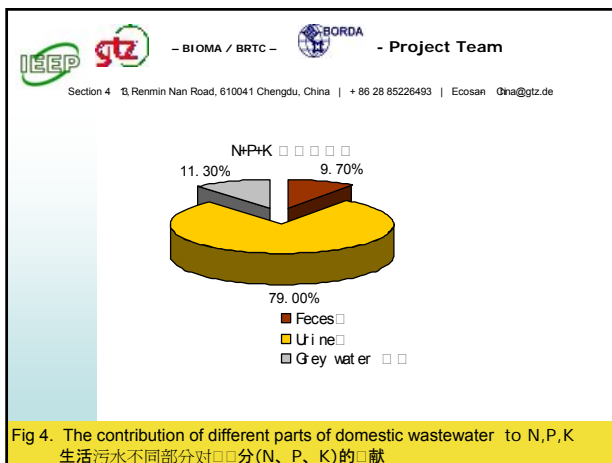 IEEP gtz – BIOMA / BRTC – BORDA - Project Team
Section 4 13, Renmin Nan Road, 610041 Chengdu, China | + 86 28 85226493 | Ecosan China@gtz.de
N+P+K □□□□□
11.30% 9.70%
79.00%
Feces□
Urine□
Grey water □□
Fig 4. The contribution of different parts of domestic wastewater to N,P,K
生活污水不同部分对□□分(N、P、K)的□献